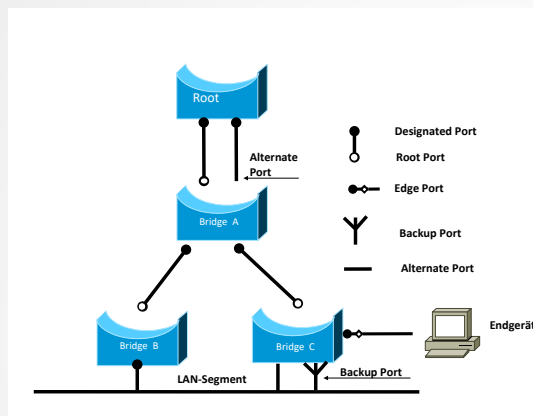 Root
Designated Port
Root Port
Alternate
Port
Edge Port
Bridge A
Backup Port
Alternate Port
Endgerät
Bridge B
Bridge C
LAN-Segment
Backup Port